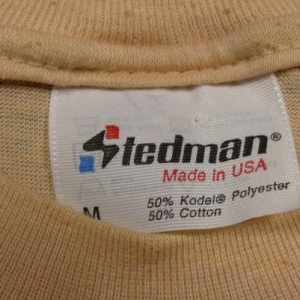 Stedman®
Made In USA
50% Kodel® Polyester
M 50% Cotton